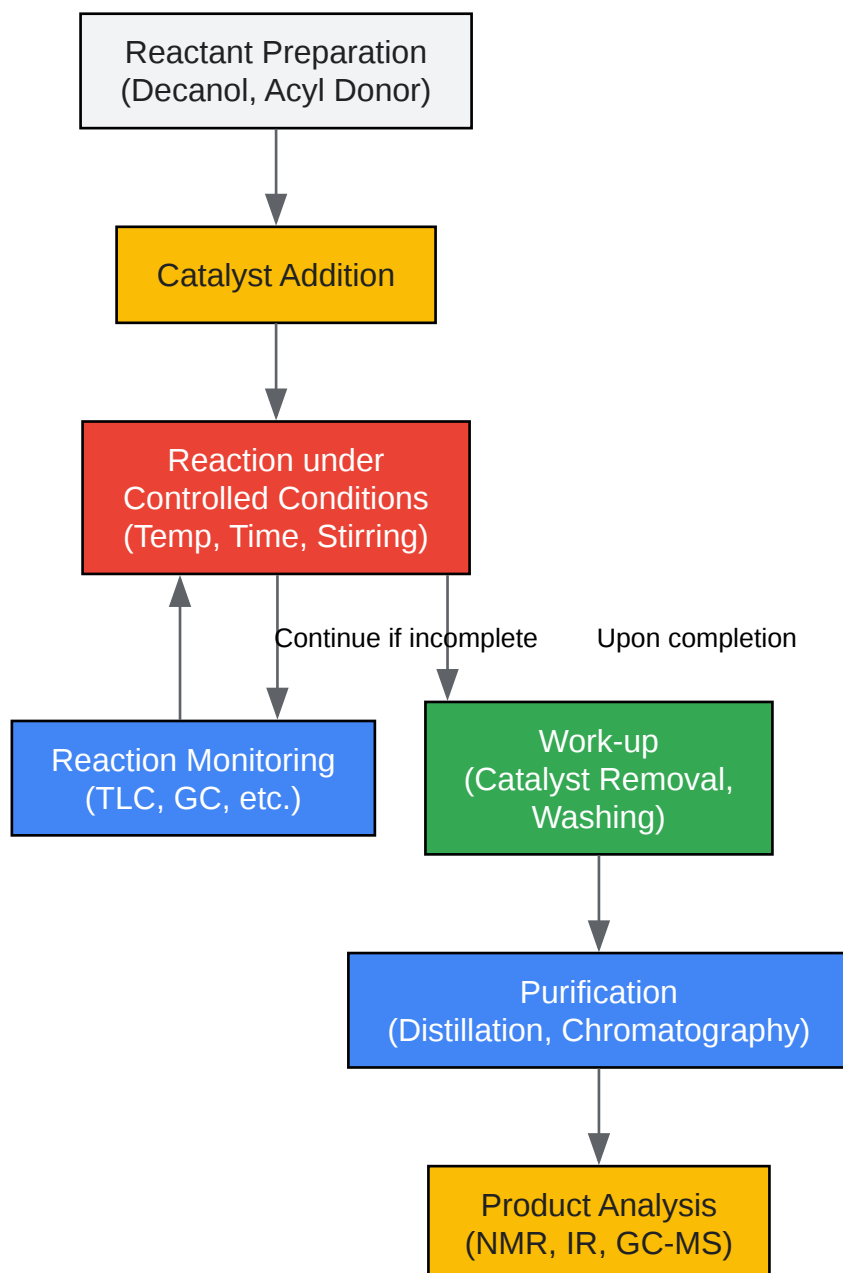 Reactant Preparation
(Decanol, Acyl Donor)
Catalyst Addition
Reaction under
Controlled Conditions
(Temp, Time, Stirring)
Continue if incomplete
Upon completion
Reaction Monitoring
(TLC, GC, etc.)
Work-up
(Catalyst Removal,
Washing)
Purification
(Distillation, Chromatography)
Product Analysis
(NMR, IR, GC-MS)